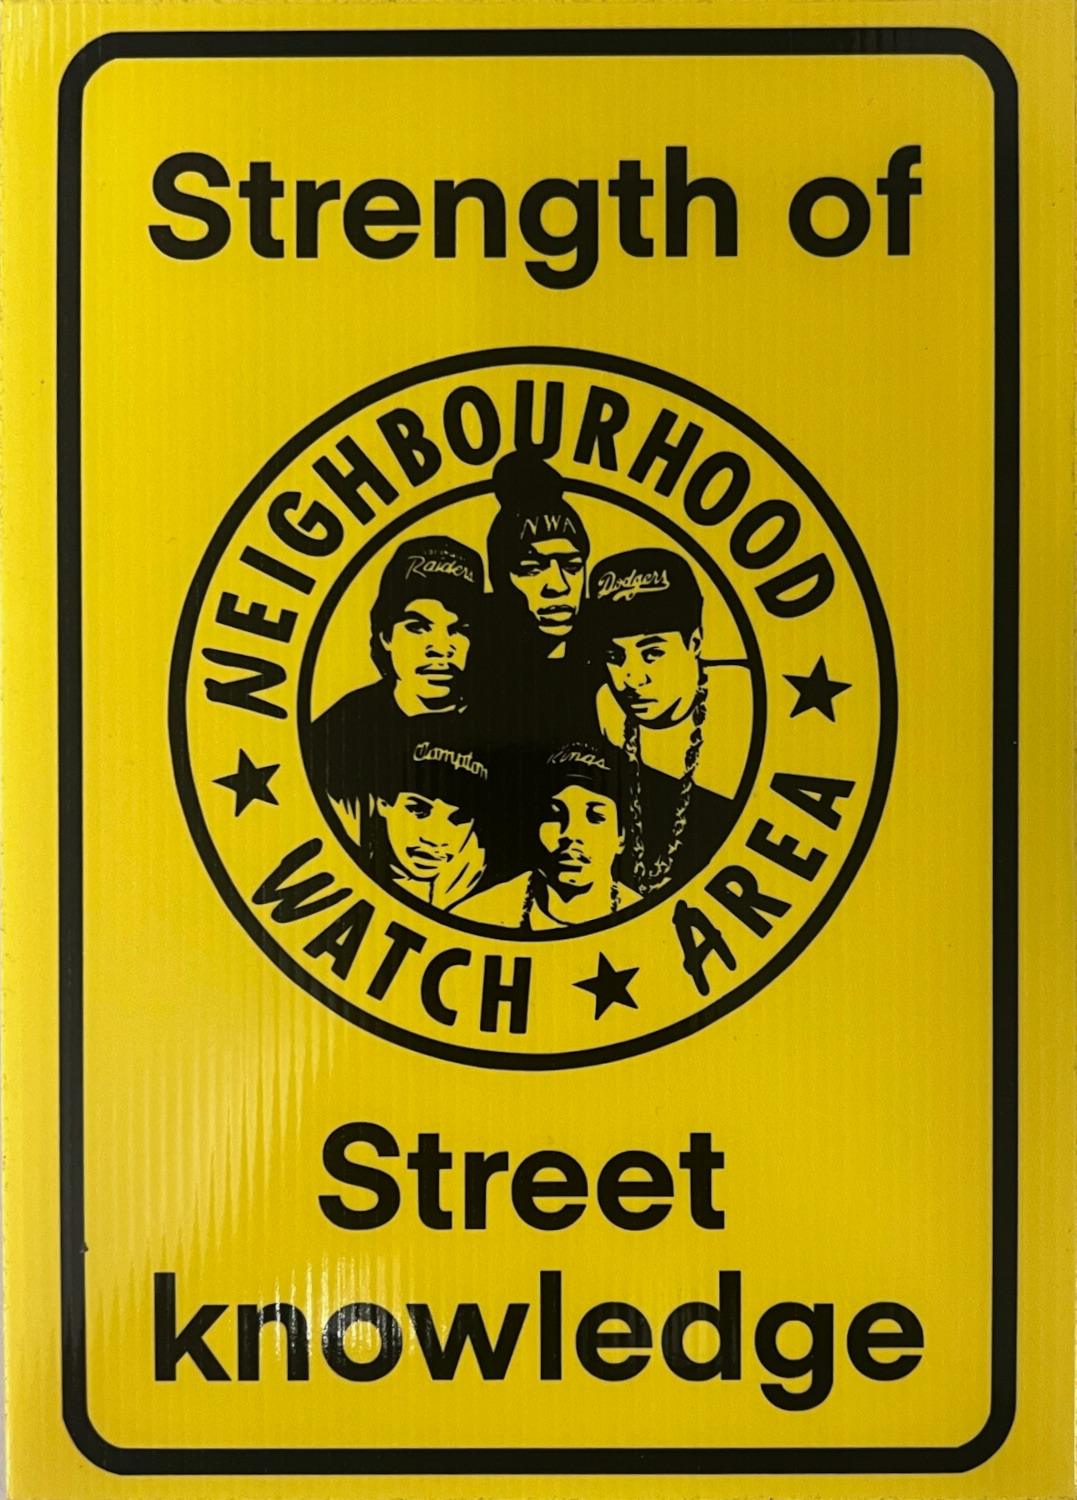 Strength of
NEIGHBOURHOOD
NWA
Raiders
Dodgers
Compton
Kings
WATCH ★ AREA
Street
knowledge